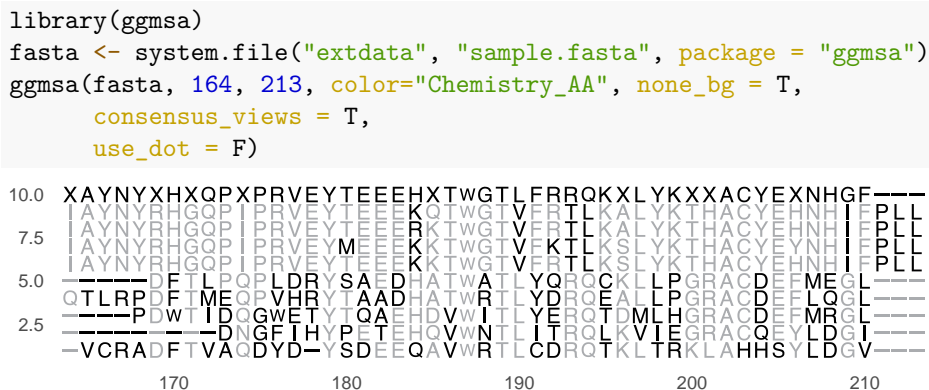 library(ggmsa)
fasta <- system.file("extdata", "sample.fasta", package = "ggmsa")
ggmsa(fasta, 164, 213, color="Chemistry_AA", none_bg = T,
consensus_views = T,
use_dot = F)
10.0 XAYNYXHXQPXPRVEYTEEEHXTWGTLFRRQKXLYKXXACYEXNHGF---
IAYNYRHGQPIPRVEYTEEEKQTWGTVFRTLKALYKTHACYEHNHIFPLL
IAYNYRHGQPIPRVEYTEEERKTWGTVFRTLKALYKTHACYEHNHIFPLL
7.5 IAYNYRHGQPIPRVEYMEEEKKTWGTVFKTLKSLYKTHACYEYNHIFPLL
IAYNYRHGQPIPRVEYTEEEKKTWGTVFRTLKSLYKTHACYEYNHIFPLL
5.0 -----DFTLPQPLDRYSAEDHATWATLYQRQCKLLPGRACDEFMEGL---
QTLRPDFTMEQPVHRYTAADHATWRTLYDRQEALLPGRACDEFLQGL---
2.5 ----PDWTIDQGWETYTQAEHDVWITLYERQTDMLHGRACDEFMRGL---
---------DNGFIHYPETEHQVWNTLITRQLKVIEGRACQEYLDGI---
-VCRADFTVAQDYD-YSDEEQAVWRTLCDRQTKLTRKLAHHSYLDGV---
170 180 190 200 210